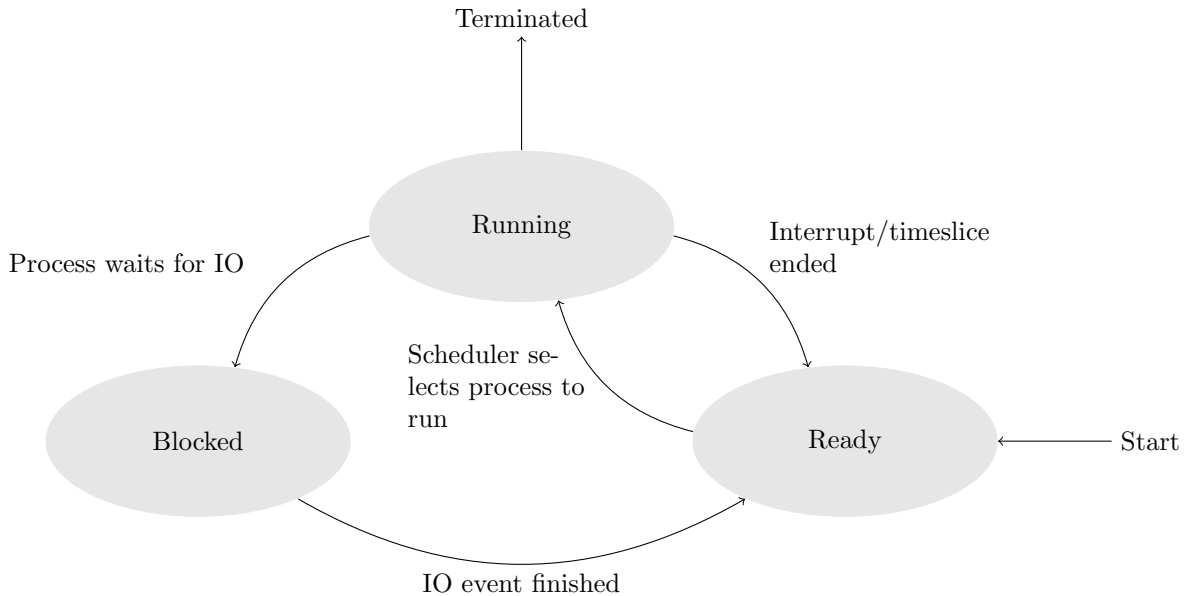 Terminated
Running
Interrupt/timeslice
ended
Process waits for IO
Scheduler se-
lects process to
run
Blocked
Ready
Start
IO event finished